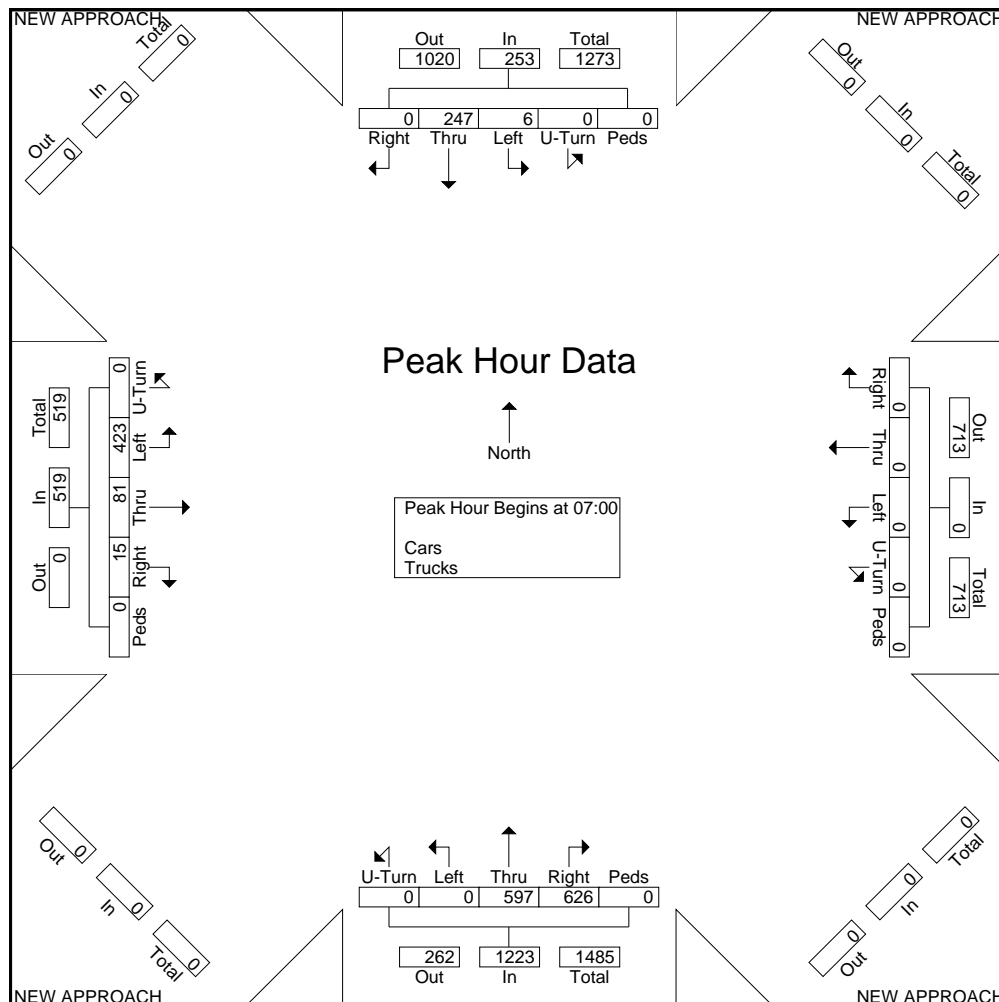 NEW APPROACH
NEW APPROACH
Total
0
In
0
Out
0
Out In Total
1020 253 1273
0 247 6 0 0
Right Thru Left U-Turn Peds
Out
0
In
0
Total
0
Peak Hour Data
North
Peak Hour Begins at 07:00
Cars
Trucks
Total
519
In
519
Out
0
0
U-Turn
423
Left
81
Thru
15
Right
0
Peds
Right
0
Thru
0
Left
0
U-Turn
0
Peds
0
Out
713
In
0
Total
713
U-Turn Left Thru Right Peds
0 0 597 626 0
262 1223 1485
Out In Total
0
Out
0
In
0
Total
0
Total
0
In
0
Out
NEW APPROACH
NEW APPROACH